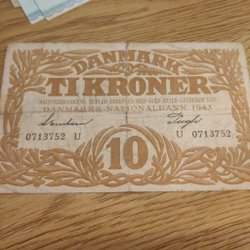 DANMARK
TI KRONER
NATIONALBANKENS SEDLER INDLØSES MED GULD EFTER GÆLDENDE LOV
DANMARKS NATIONALBANK 1943
0713752 U
U 0713752
10